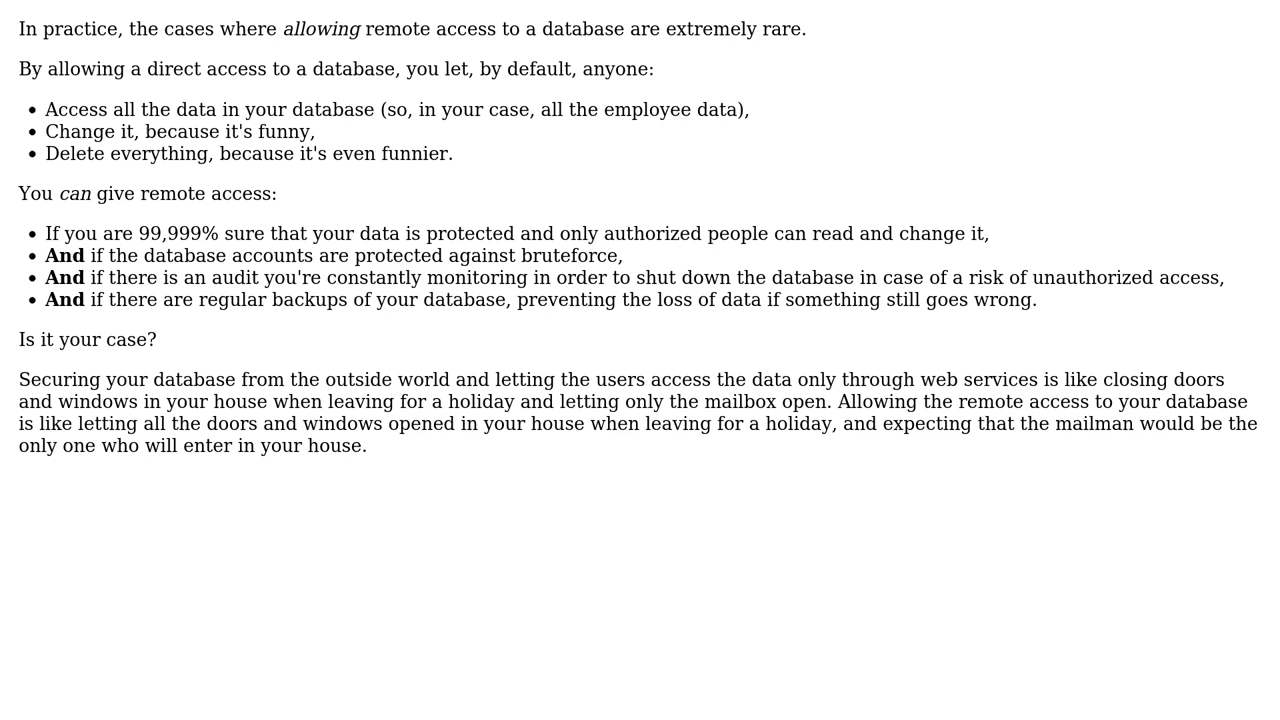 In practice, the cases where allowing remote access to a database are extremely rare.
By allowing a direct access to a database, you let, by default, anyone:
• Access all the data in your database (so, in your case, all the employee data),
• Change it, because it's funny,
• Delete everything, because it's even funnier.
You can give remote access:
• If you are 99,999% sure that your data is protected and only authorized people can read and change it,
• And if the database accounts are protected against bruteforce,
• And if there is an audit you're constantly monitoring in order to shut down the database in case of a risk of unauthorized access,
• And if there are regular backups of your database, preventing the loss of data if something still goes wrong.
Is it your case?
Securing your database from the outside world and letting the users access the data only through web services is like closing doors
and windows in your house when leaving for a holiday and letting only the mailbox open. Allowing the remote access to your database
is like letting all the doors and windows opened in your house when leaving for a holiday, and expecting that the mailman would be the
only one who will enter in your house.